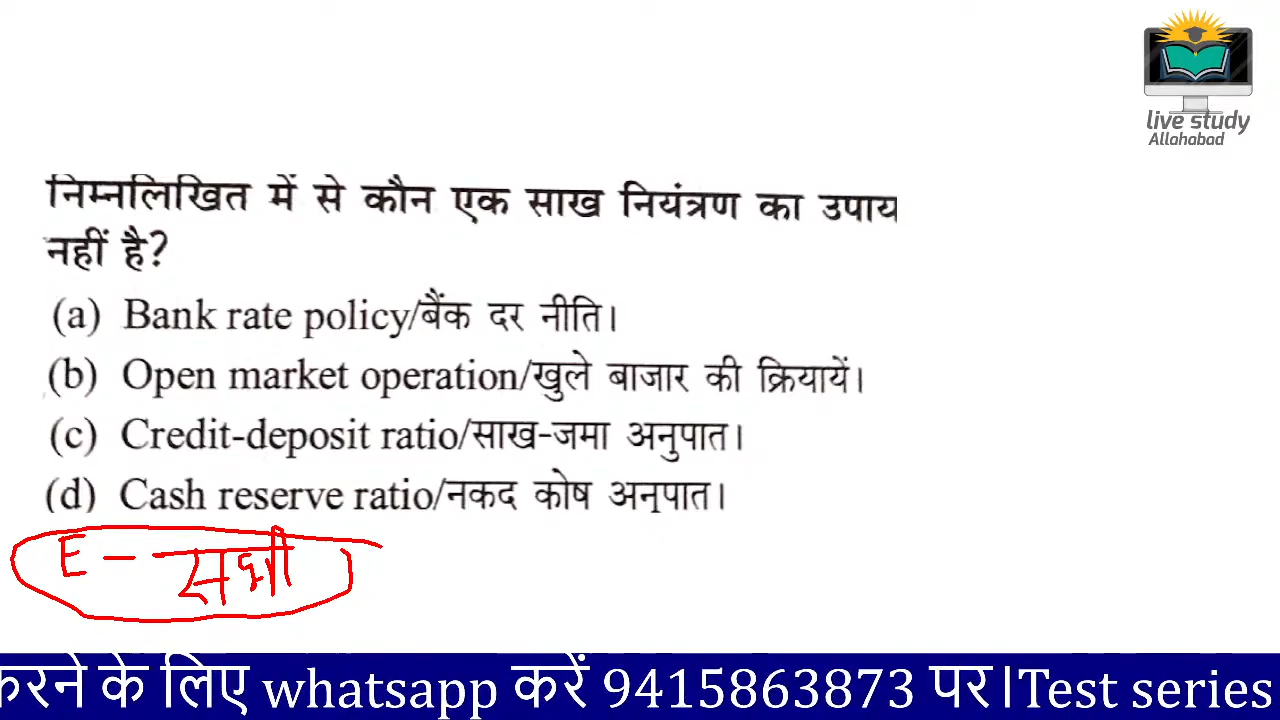 live study
Allahabad
निम्नलिखित में से कौन एक साख नियंत्रण का उपाय
नहीं है?
(a) Bank rate policy/बैंक दर नीति।
(b) Open market operation/खुले बाजार की क्रियायें।
(c) Credit-deposit ratio/साख-जमा अनुपात।
(d) Cash reserve ratio/नकद कोष अनुपात।
E - सभी
करने के लिए whatsapp करें 9415863873 पर।Test series